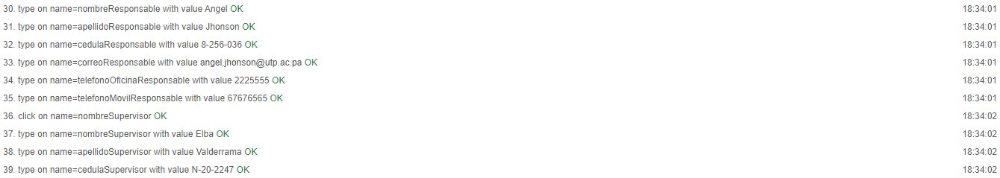 30. type on name=nombreResponsable with value Angel OK 18:34:01
31. type on name=apellidoResponsable with value Jhonson OK 18:34:01
32. type on name=cedulaResponsable with value 8-256-036 OK 18:34:01
33. type on name=correoResponsable with value angel.jhonson@utp.ac.pa OK 18:34:01
34. type on name=telefonoOficinaResponsable with value 2225555 OK 18:34:01
35. type on name=telefonoMovilResponsable with value 67676565 OK 18:34:01
36. click on name=nombreSupervisor OK 18:34:02
37. type on name=nombreSupervisor with value Elba OK 18:34:02
38. type on name=apellidoSupervisor with value Valderrama OK 18:34:02
39. type on name=cedulaSupervisor with value N-20-2247 OK 18:34:02